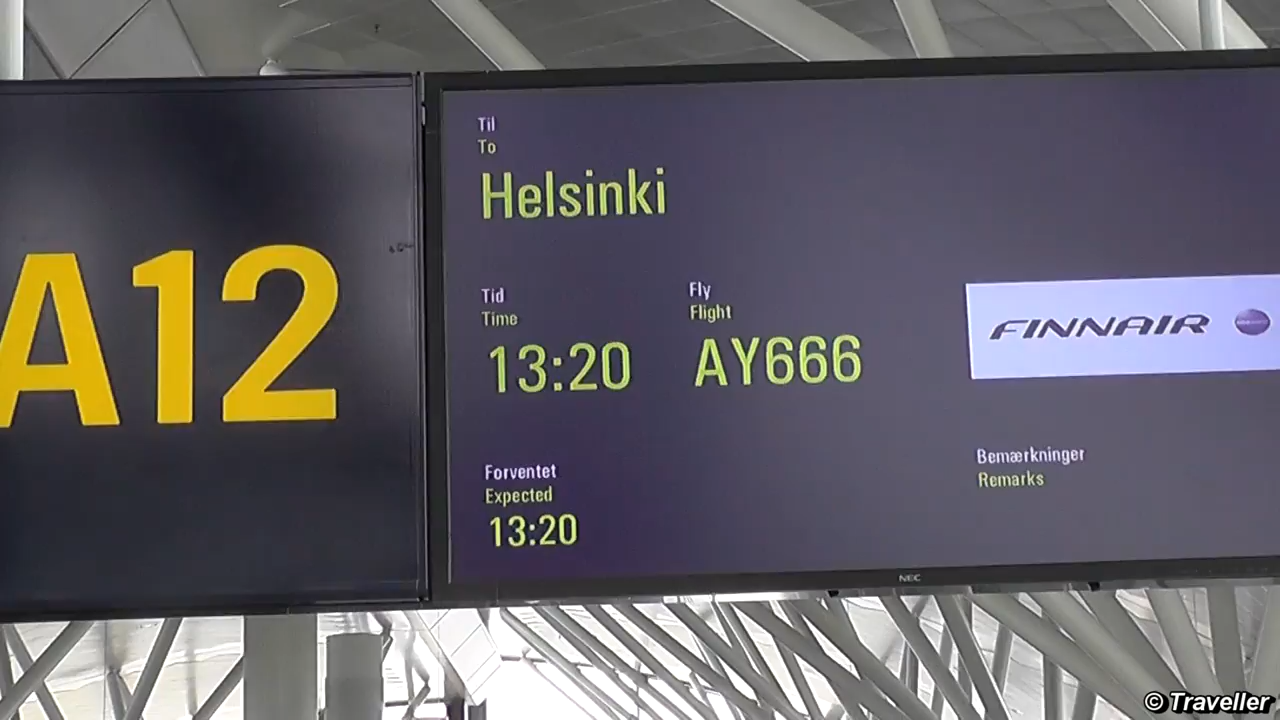 A12
Til
To
Helsinki
Tid
Time
13:20
Fly
Flight
AY666
FINNAIR
Forventet
Expected
13:20
Bemærkninger
Remarks
NEC
© Traveller